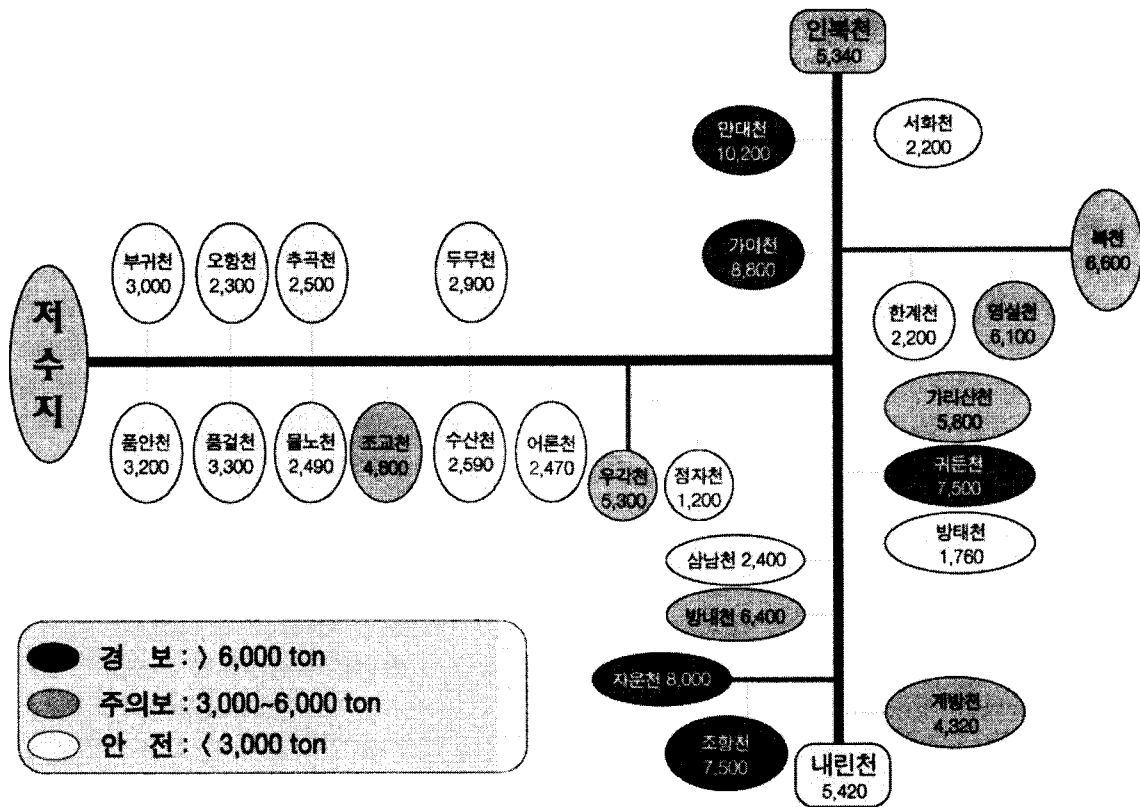 인북천
5,340
만대천
10,200
서화천
2,200
가아천
8,800
북천
6,600
부귀천
3,000
오항천
2,300
추곡천
2,500
두무천
2,900
한계천
2,200
영실천
6,100
저
수
지
가리산천
5,800
품안천
3,200
품걸천
3,300
물노천
2,490
조교천
4,800
수산천
2,590
어론천
2,470
우각천
5,300
정자천
1,200
귀둔천
7,500
방태천
1,760
삼남천 2,400
방내천 6,400
자운천 8,000
계방천
4,320
조항천
7,500
내린천
5,420
경 보 : > 6,000 ton
주의보 : 3,000~6,000 ton
안 전 : < 3,000 ton